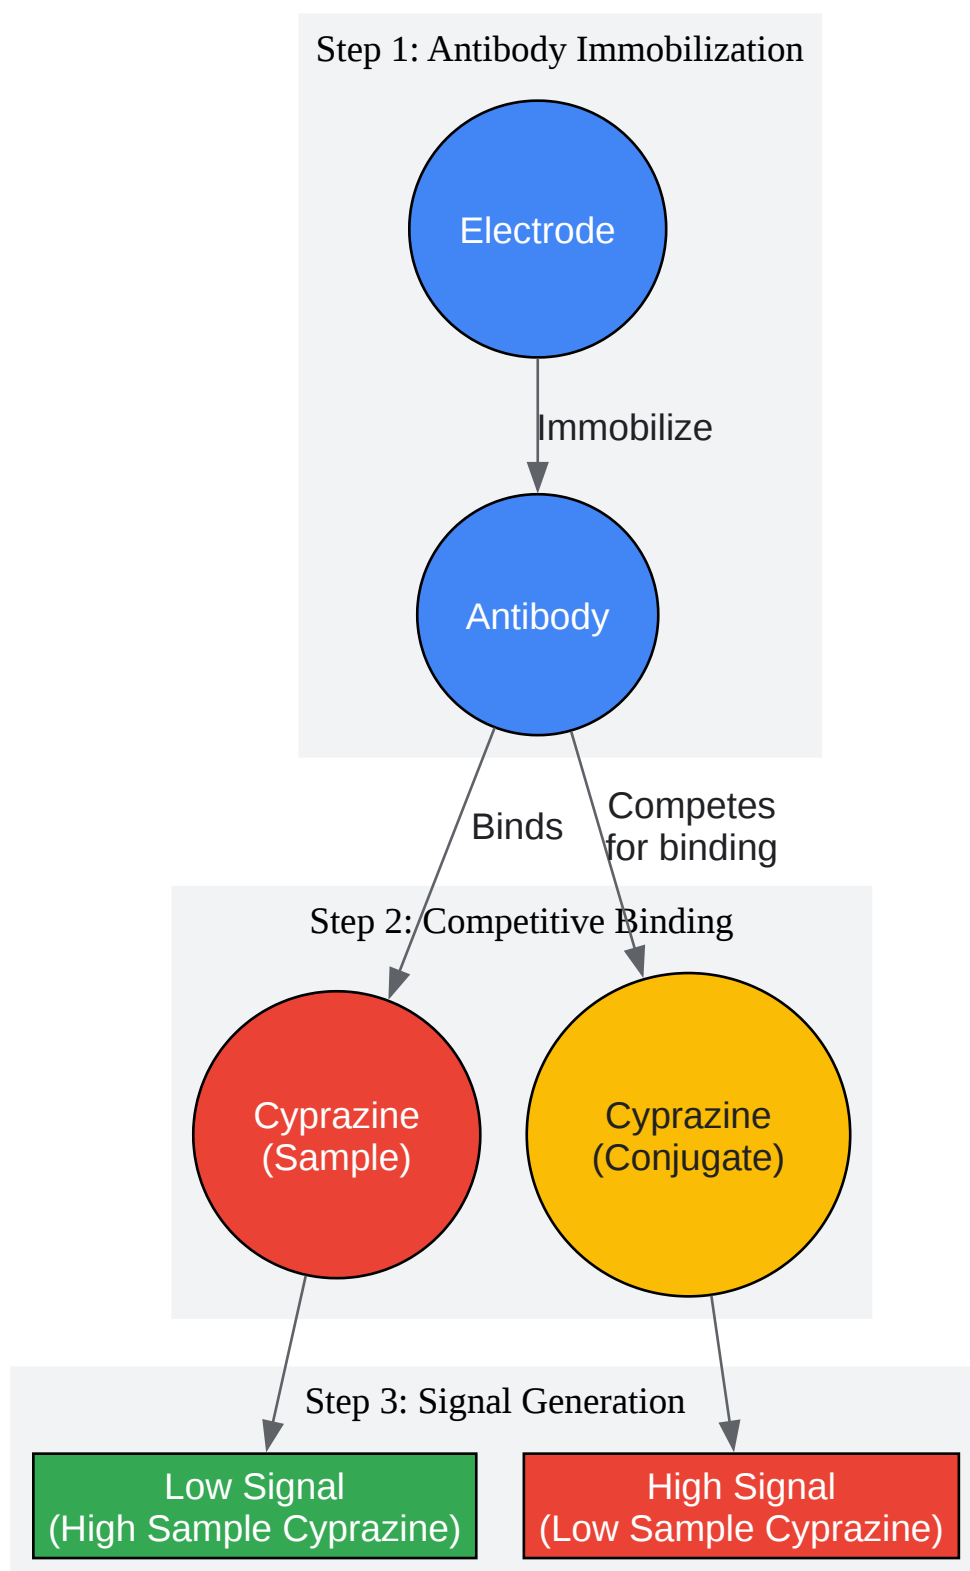 Step 1: Antibody Immobilization
Electrode
Immobilize
Antibody
Binds
Competes
for binding
Step 2: Competitive Binding
Cyprazine
(Sample)
Cyprazine
(Conjugate)
Step 3: Signal Generation
Low Signal
(High Sample Cyprazine)
High Signal
(Low Sample Cyprazine)